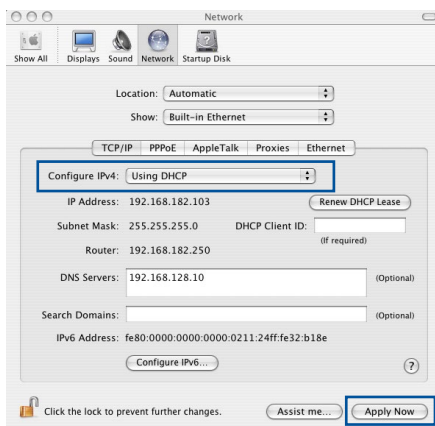 Network
Show All Displays Sound Network Startup Disk
Location: Automatic
Show: Built-in Ethernet
TCP/IP PPPoE AppleTalk Proxies Ethernet
Configure IPv4: Using DHCP
IP Address: 192.168.182.103 Renew DHCP Lease
Subnet Mask: 255.255.255.0 DHCP Client ID:
(If required)
Router: 192.168.182.250
DNS Servers: 192.168.128.10 (Optional)
Search Domains: (Optional)
IPv6 Address: fe80:0000:0000:0000:0211:24ff:fe32:b18e
Configure IPv6... ?
Click the lock to prevent further changes. Assist me... Apply Now